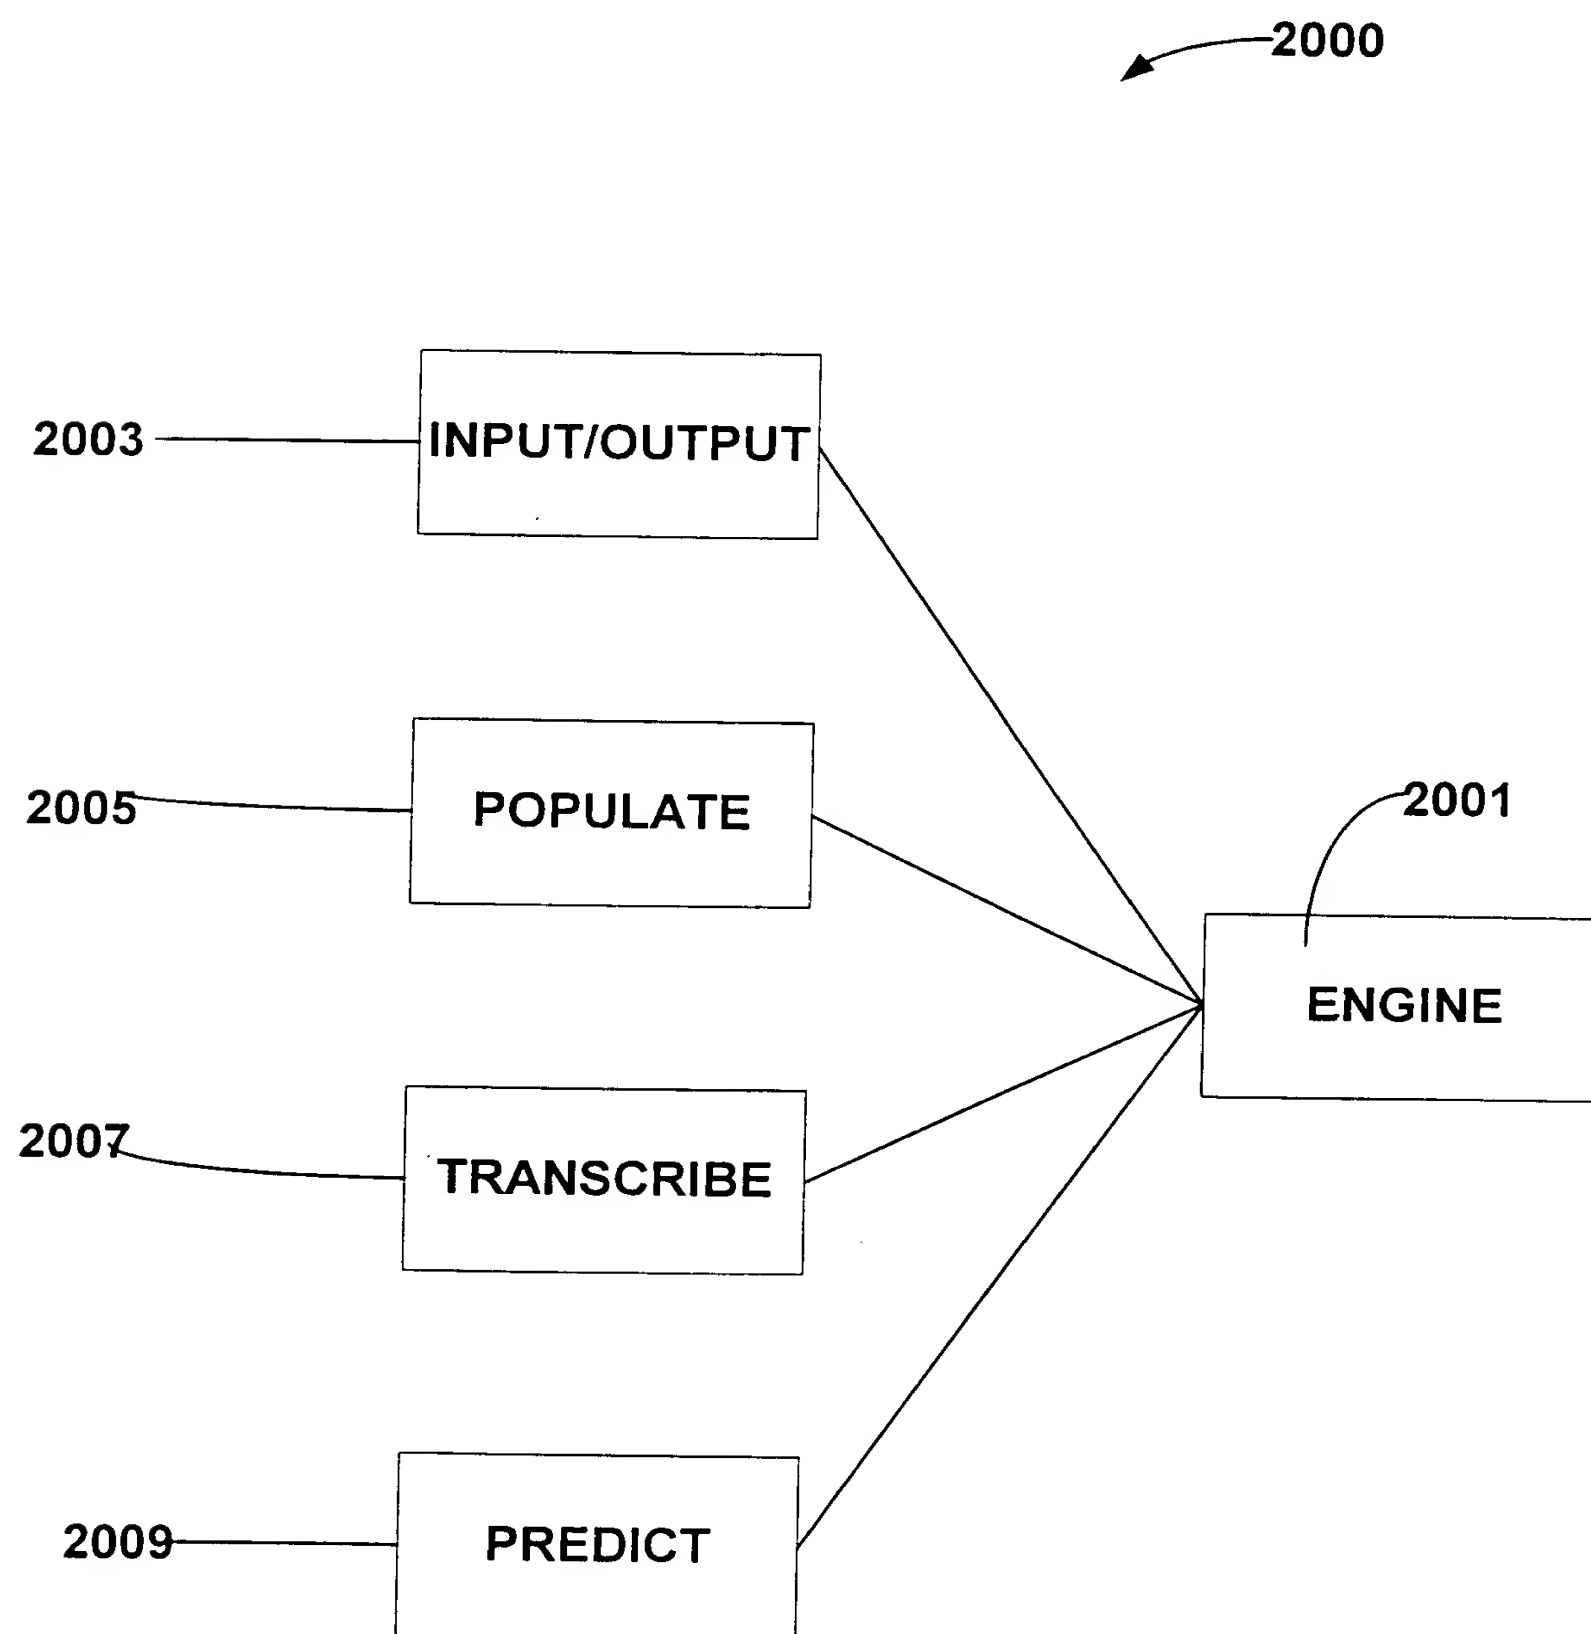 2000
2003 INPUT/OUTPUT
2005 POPULATE
2001
ENGINE
2007 TRANSCRIBE
2009 PREDICT